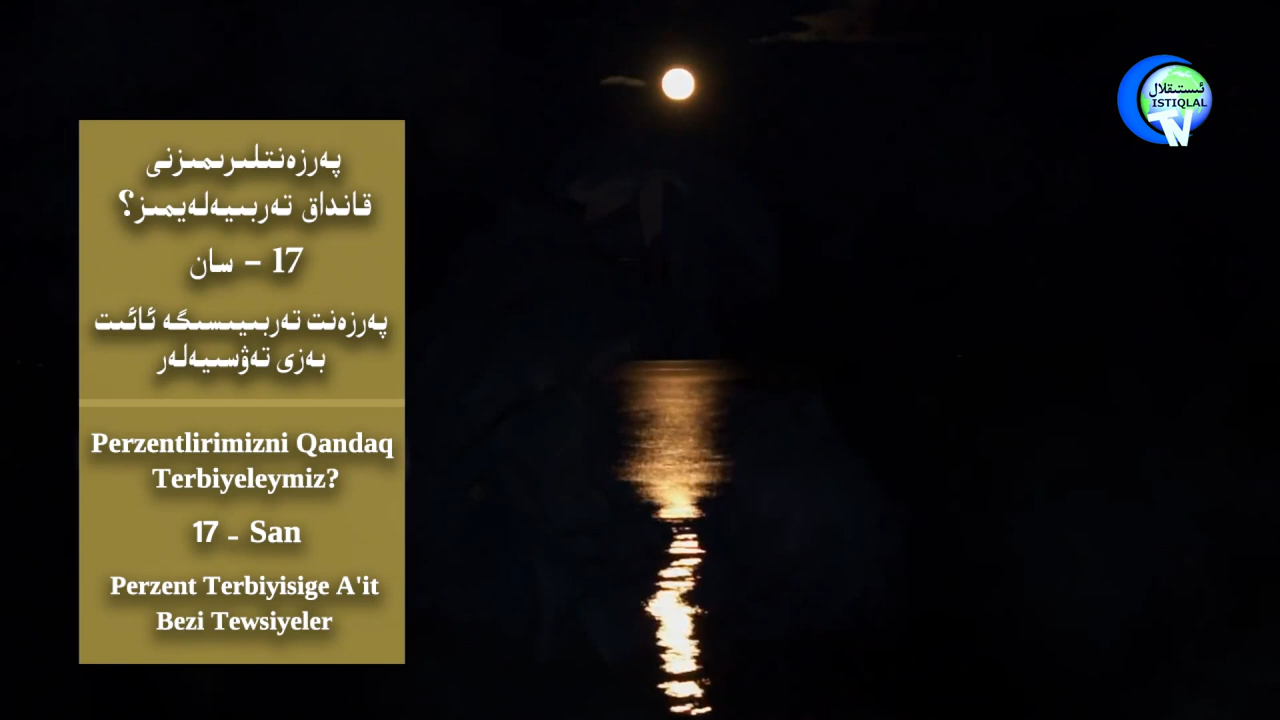 پەرزەنتلىرىمىزنى
قانداق تەربىيەلەيمىز؟
17 - سان
پەرزەنت تەربىيىسىگە ئائىت
بەزى تەۋسىيەلەر
Perzentlirimizni Qandaq
Terbiyeleymiz?
17 - San
Perzent Terbiyisige A'it
Bezi Tewsiyeler
ئىستىقلال
ISTIQLAL
TV